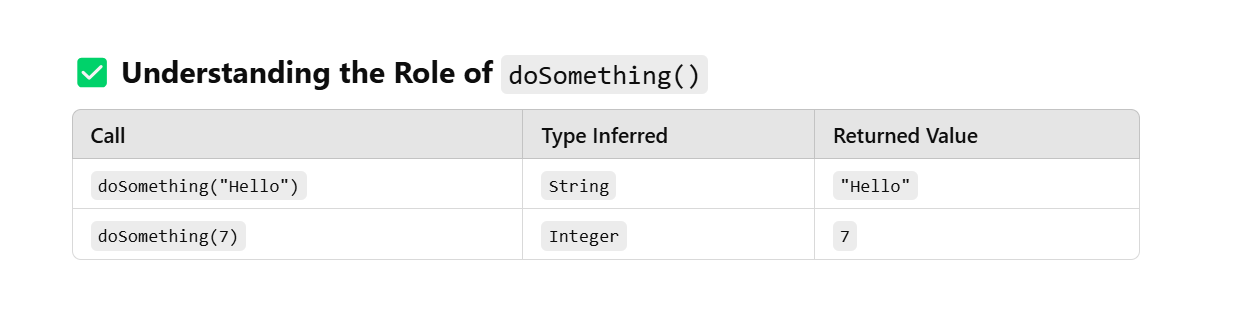 ✅ Understanding the Role of doSomething()
Call Type Inferred Returned Value
doSomething("Hello") String "Hello"
doSomething(7) Integer 7